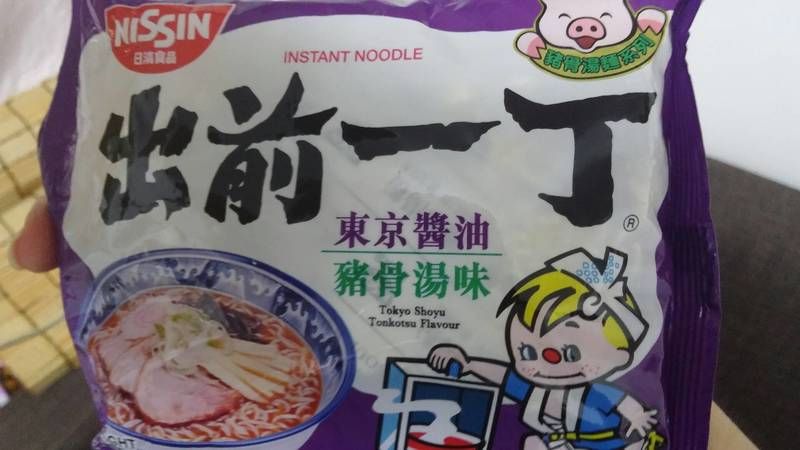 NISSIN
日清食品
INSTANT NOODLE
豬骨湯麵系列
出前一丁
®
東京醬油
豬骨湯味
Tokyo Shoyu
Tonkotsu Flavour